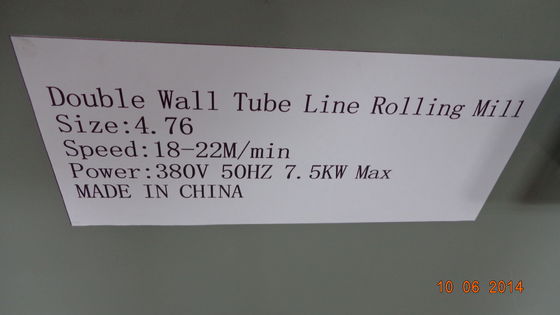 Double Wall Tube Line Rolling Mill
Size:4.76
Speed:18-22M/min
Power:380V 50HZ 7.5KW Max
MADE IN CHINA
10 06 2014